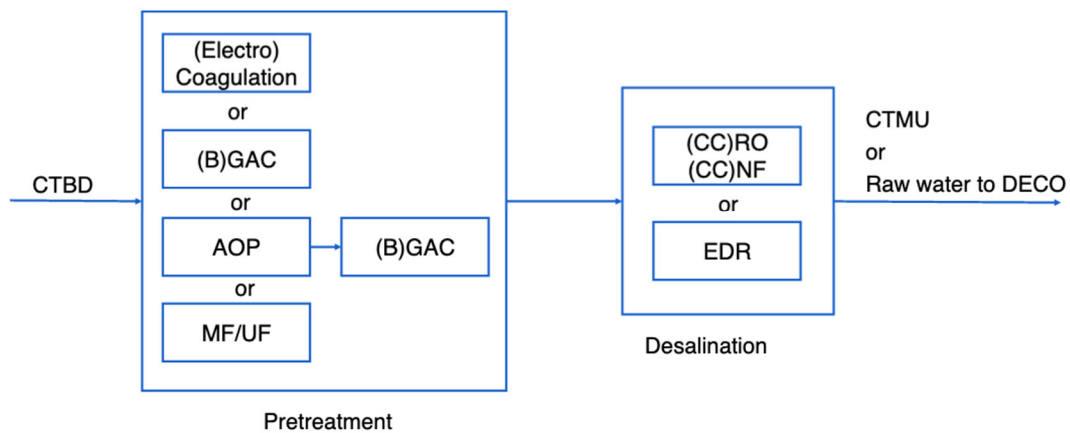 CTBD
(Electro)
Coagulation
or
(B)GAC
or
AOP
(B)GAC
or
MF/UF
Pretreatment
(CC)RO
(CC)NF
or
EDR
Desalination
CTMU
or
Raw water to DECO